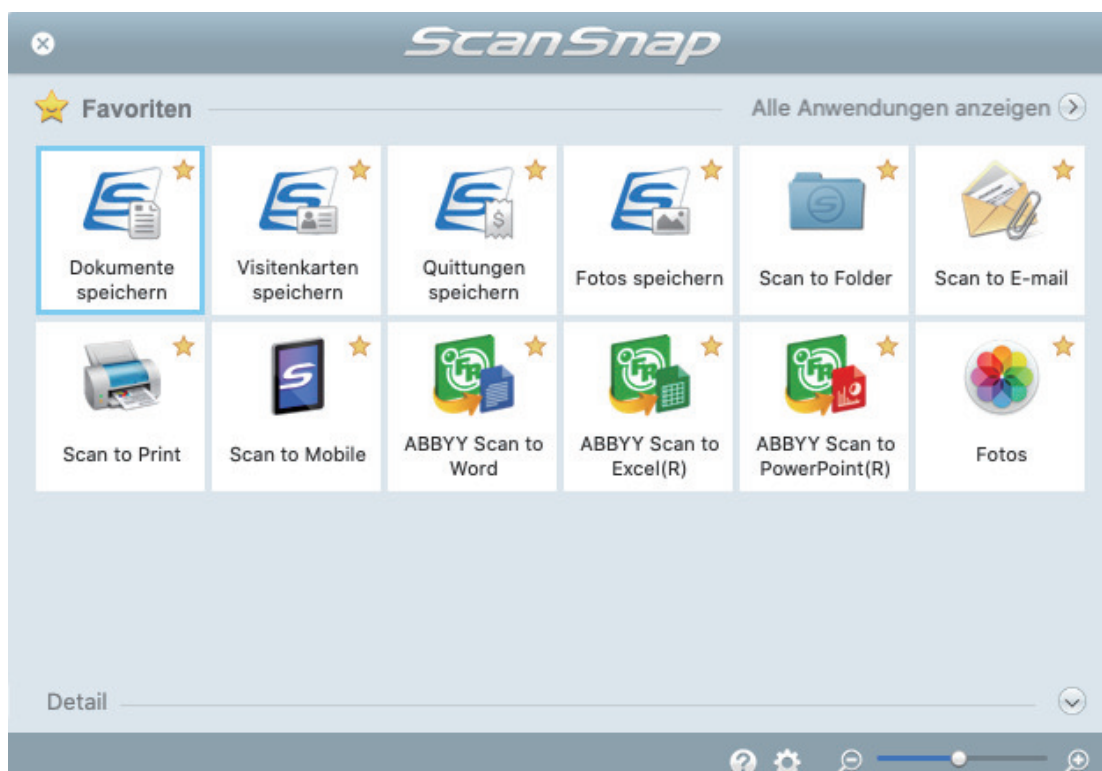 ScanSnap
Favoriten
Alle Anwendungen anzeigen
Dokumente
speichern
Visitenkarten
speichern
Quittungen
speichern
Fotos speichern
Scan to Folder
Scan to E-mail
Scan to Print
Scan to Mobile
ABBYY Scan to
Word
ABBYY Scan to
Excel(R)
ABBYY Scan to
PowerPoint(R)
Fotos
Detail